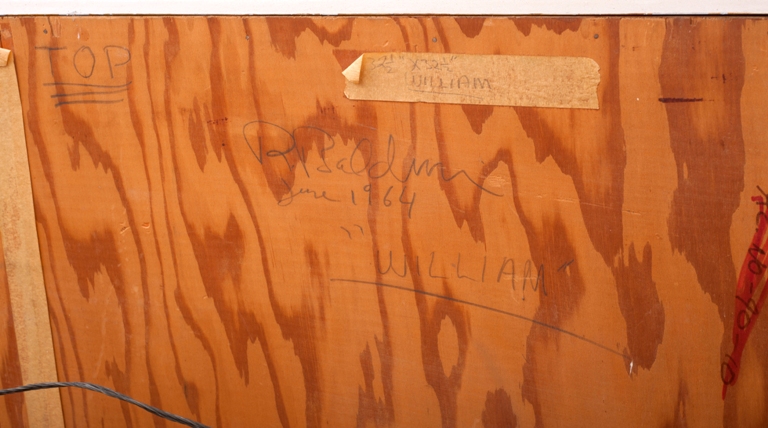 TOP
WILLIAM
R Baldwin
June 1964
"WILLIAM"